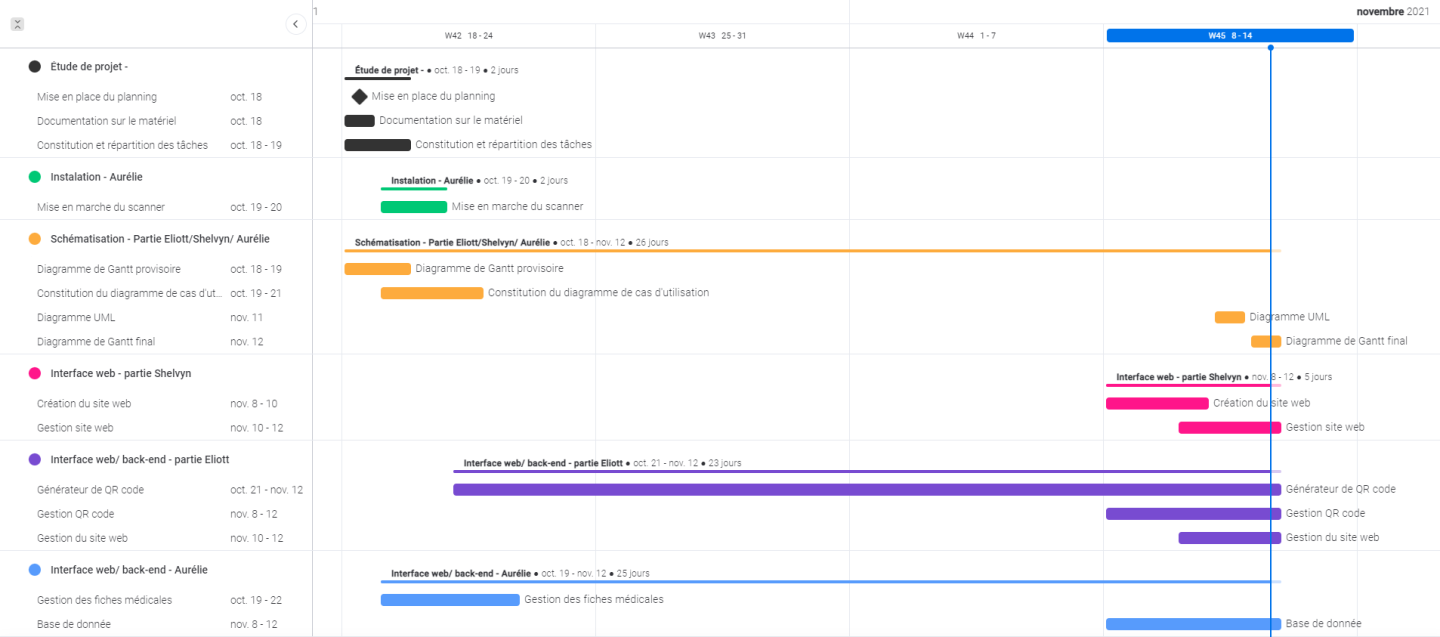 1
novembre 2021
W42 18 - 24
W43 25 - 31
W44 1 - 7
W45 8 - 14
Étude de projet -
Étude de projet - ● oct. 18 - 19 ● 2 jours
Mise en place du planning oct. 18
Mise en place du planning
Documentation sur le matériel oct. 18
Documentation sur le matériel
Constitution et répartition des tâches oct. 18 - 19
Constitution et répartition des tâches
Instalation - Aurélie
Instalation - Aurélie ● oct. 19 - 20 ● 2 jours
Mise en marche du scanner oct. 19 - 20
Mise en marche du scanner
Schématisation - Partie Eliott/Shelvyn/ Aurélie
Schématisation - Partie Eliott/Shelvyn/ Aurélie ● oct. 18 - nov. 12 ● 26 jours
Diagramme de Gantt provisoire oct. 18 - 19
Diagramme de Gantt provisoire
Constitution du diagramme de cas d'ut... oct. 19 - 21
Constitution du diagramme de cas d'utilisation
Diagramme UML nov. 11
Diagramme UML
Diagramme de Gantt final nov. 12
Diagramme de Gantt final
Interface web - partie Shelvyn
Interface web - partie Shelvyn ● nov. 8 - 12 ● 5 jours
Création du site web nov. 8 - 10
Création du site web
Gestion site web nov. 10 - 12
Gestion site web
Interface web/ back-end - partie Eliott
Interface web/ back-end - partie Eliott ● oct. 21 - nov. 12 ● 23 jours
Générateur de QR code oct. 21 - nov. 12
Générateur de QR code
Gestion QR code nov. 8 - 12
Gestion QR code
Gestion du site web nov. 10 - 12
Gestion du site web
Interface web/ back-end - Aurélie
Interface web/ back-end - Aurélie ● oct. 19 - nov. 12 ● 25 jours
Gestion des fiches médicales oct. 19 - 22
Gestion des fiches médicales
Base de donnée nov. 8 - 12
Base de donnée